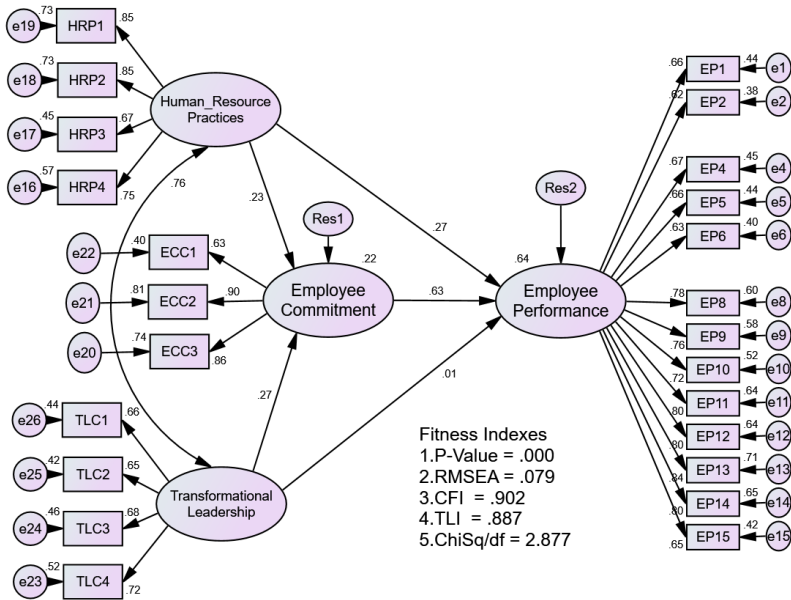 e19 .73 HRP1 .85
e18 .73 HRP2 .85
e17 .45 HRP3 .67
e16 .57 HRP4 .75
Human_Resource
Practices
.76
.23
.27
Res1
Res2
e22 .40 ECC1 .63
e21 .81 ECC2 .90
e20 .74 ECC3 .86
.22
Employee
Commitment
.63
.64
Employee
Performance
.27
.01
e26 .44 TLC1 .66
e25 .42 TLC2 .65
e24 .46 TLC3 .68
e23 .52 TLC4 .72
Transformational
Leadership
.66 EP1 .44 e1
.62 EP2 .38 e2
.67 EP4 .45 e4
.66 EP5 .44 e5
.63 EP6 .40 e6
.78 EP8 .60 e8
.76 EP9 .58 e9
.72 EP10 .52 e10
.80 EP11 .64 e11
.80 EP12 .64 e12
.84 EP13 .71 e13
.80 EP14 .65 e14
.65 EP15 .42 e15
Fitness Indexes
1.P-Value = .000
2.RMSEA = .079
3.CFI = .902
4.TLI = .887
5.ChiSq/df = 2.877